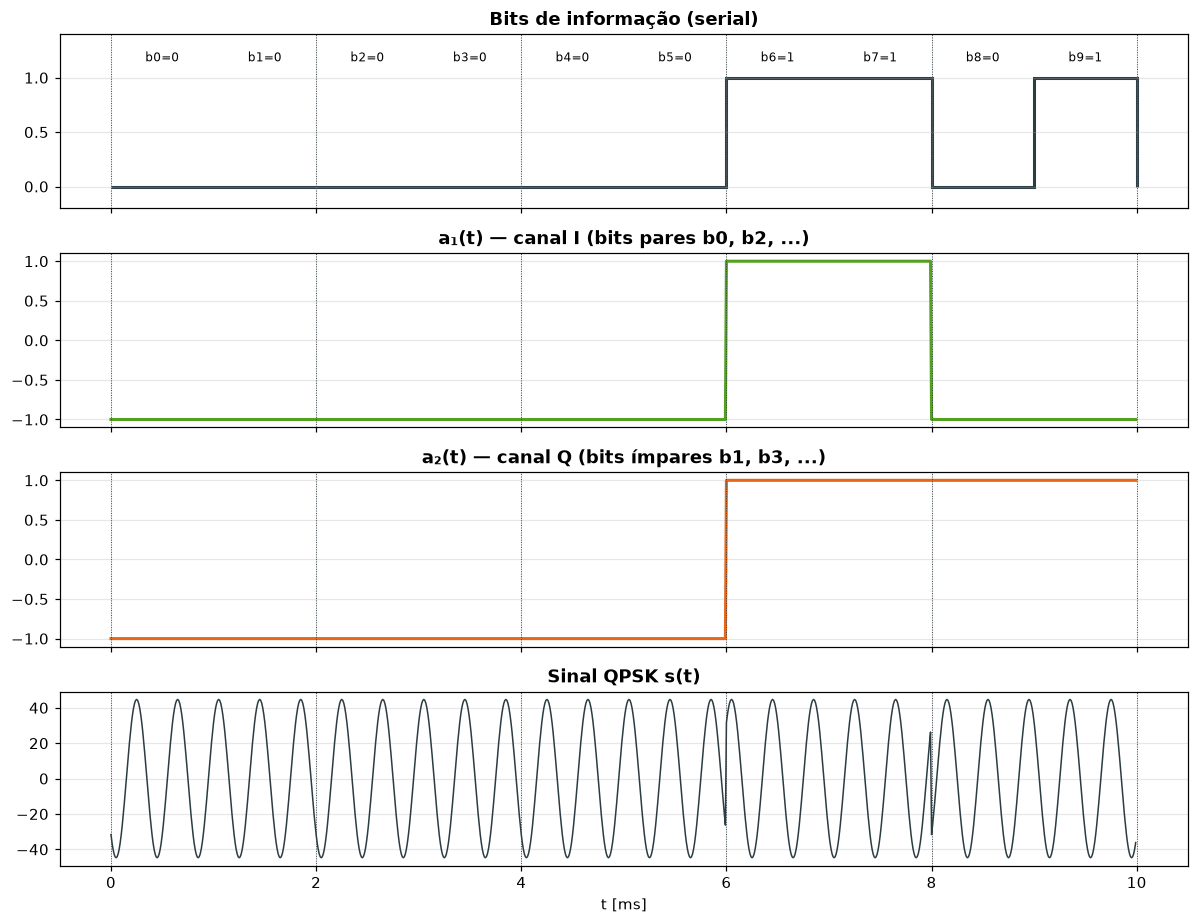 Bits de informação (serial)
b0=0 b1=0 b2=0 b3=0 b4=0 b5=0 b6=1 b7=1 b8=0 b9=1
1.0
0.5
0.0
a₁(t) — canal I (bits pares b0, b2, ...)
1.0
0.5
0.0
−0.5
−1.0
a₂(t) — canal Q (bits ímpares b1, b3, ...)
1.0
0.5
0.0
−0.5
−1.0
Sinal QPSK s(t)
40
20
0
−20
−40
0 2 4 6 8 10
t [ms]